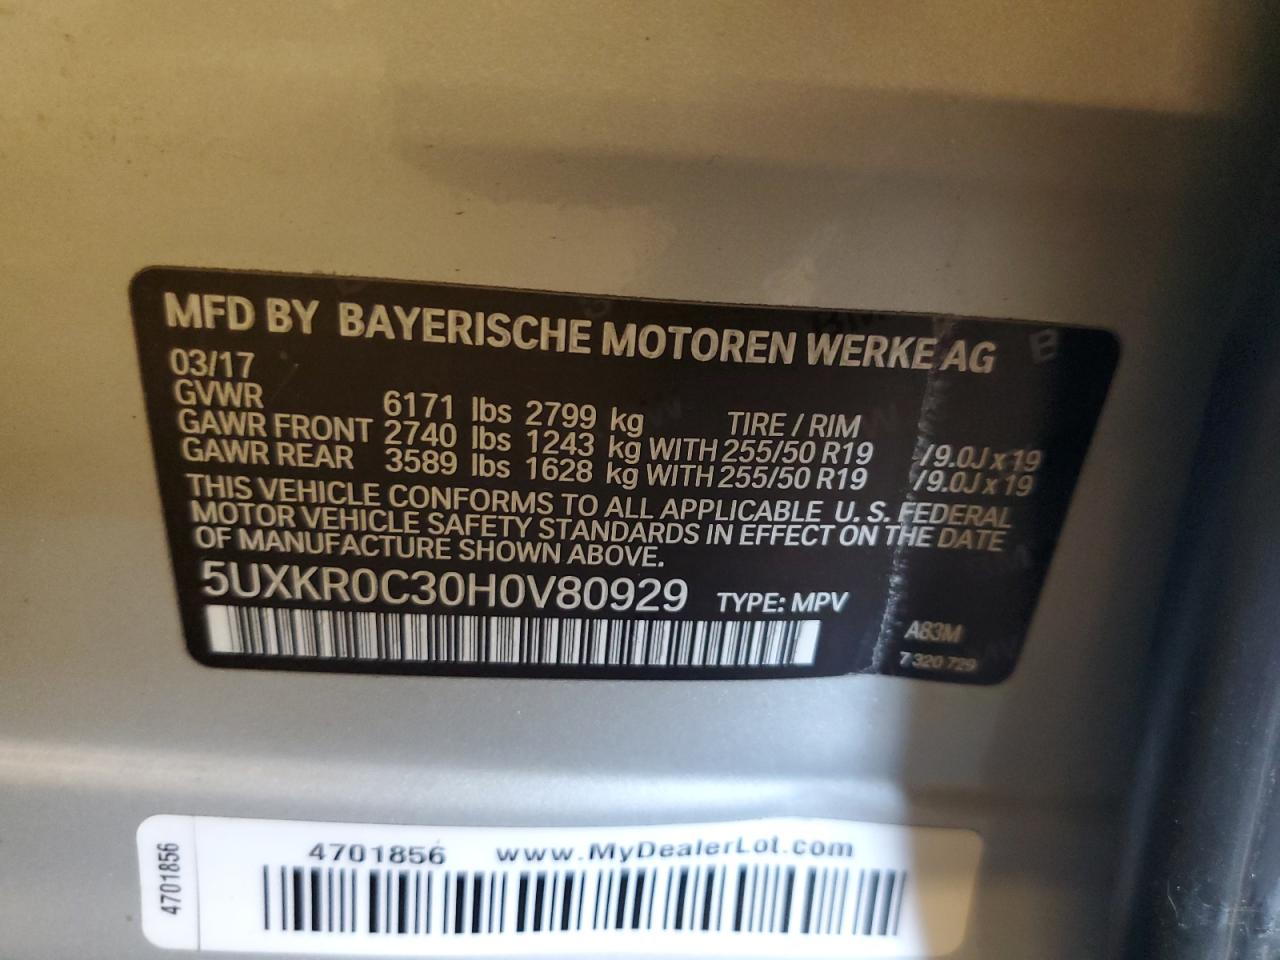 MFD BY BAYERISCHE MOTOREN WERKE AG
03/17
GVWR 6171 lbs 2799 kg TIRE / RIM
GAWR FRONT 2740 lbs 1243 kg WITH 255/50 R19 /9.0J x 19
GAWR REAR 3589 lbs 1628 kg WITH 255/50 R19 /9.0J x 19
THIS VEHICLE CONFORMS TO ALL APPLICABLE U. S. FEDERAL
MOTOR VEHICLE SAFETY STANDARDS IN EFFECT ON THE DATE
OF MANUFACTURE SHOWN ABOVE.
5UXKR0C30H0V80929 TYPE: MPV
A83M
7 320 729
4701856
4701856 www.MyDealerLot.com